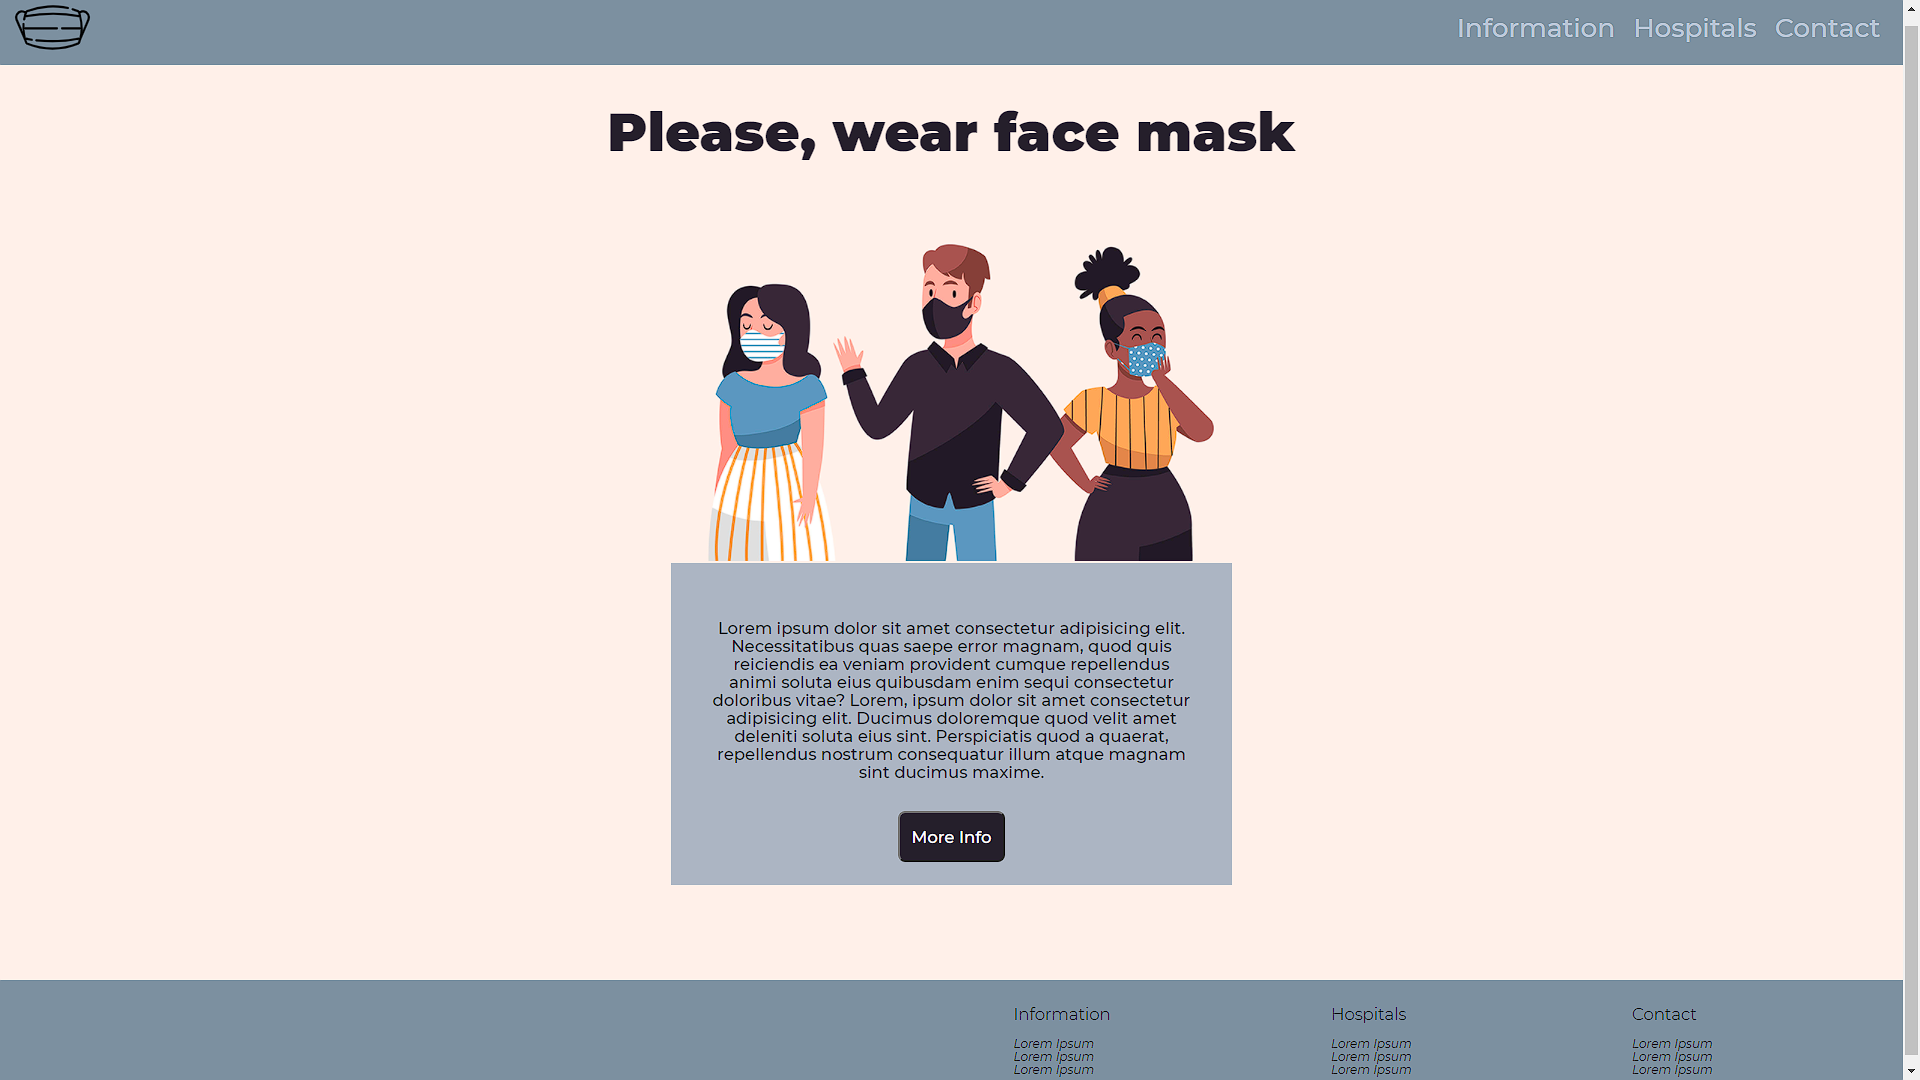 Information Hospitals Contact
Please, wear face mask
Lorem ipsum dolor sit amet consectetur adipisicing elit.
Necessitatibus quas saepe error magnam, quod quis
reiciendis ea veniam provident cumque repellendus
animi soluta eius quibusdam enim sequi consectetur
doloribus vitae? Lorem, ipsum dolor sit amet consectetur
adipisicing elit. Ducimus doloremque quod velit amet
deleniti soluta eius sint. Perspiciatis quod a quaerat,
repellendus nostrum consequatur illum atque magnam
sint ducimus maxime.
More Info
Information
Lorem Ipsum
Lorem Ipsum
Lorem Ipsum
Hospitals
Lorem Ipsum
Lorem Ipsum
Lorem Ipsum
Contact
Lorem Ipsum
Lorem Ipsum
Lorem Ipsum